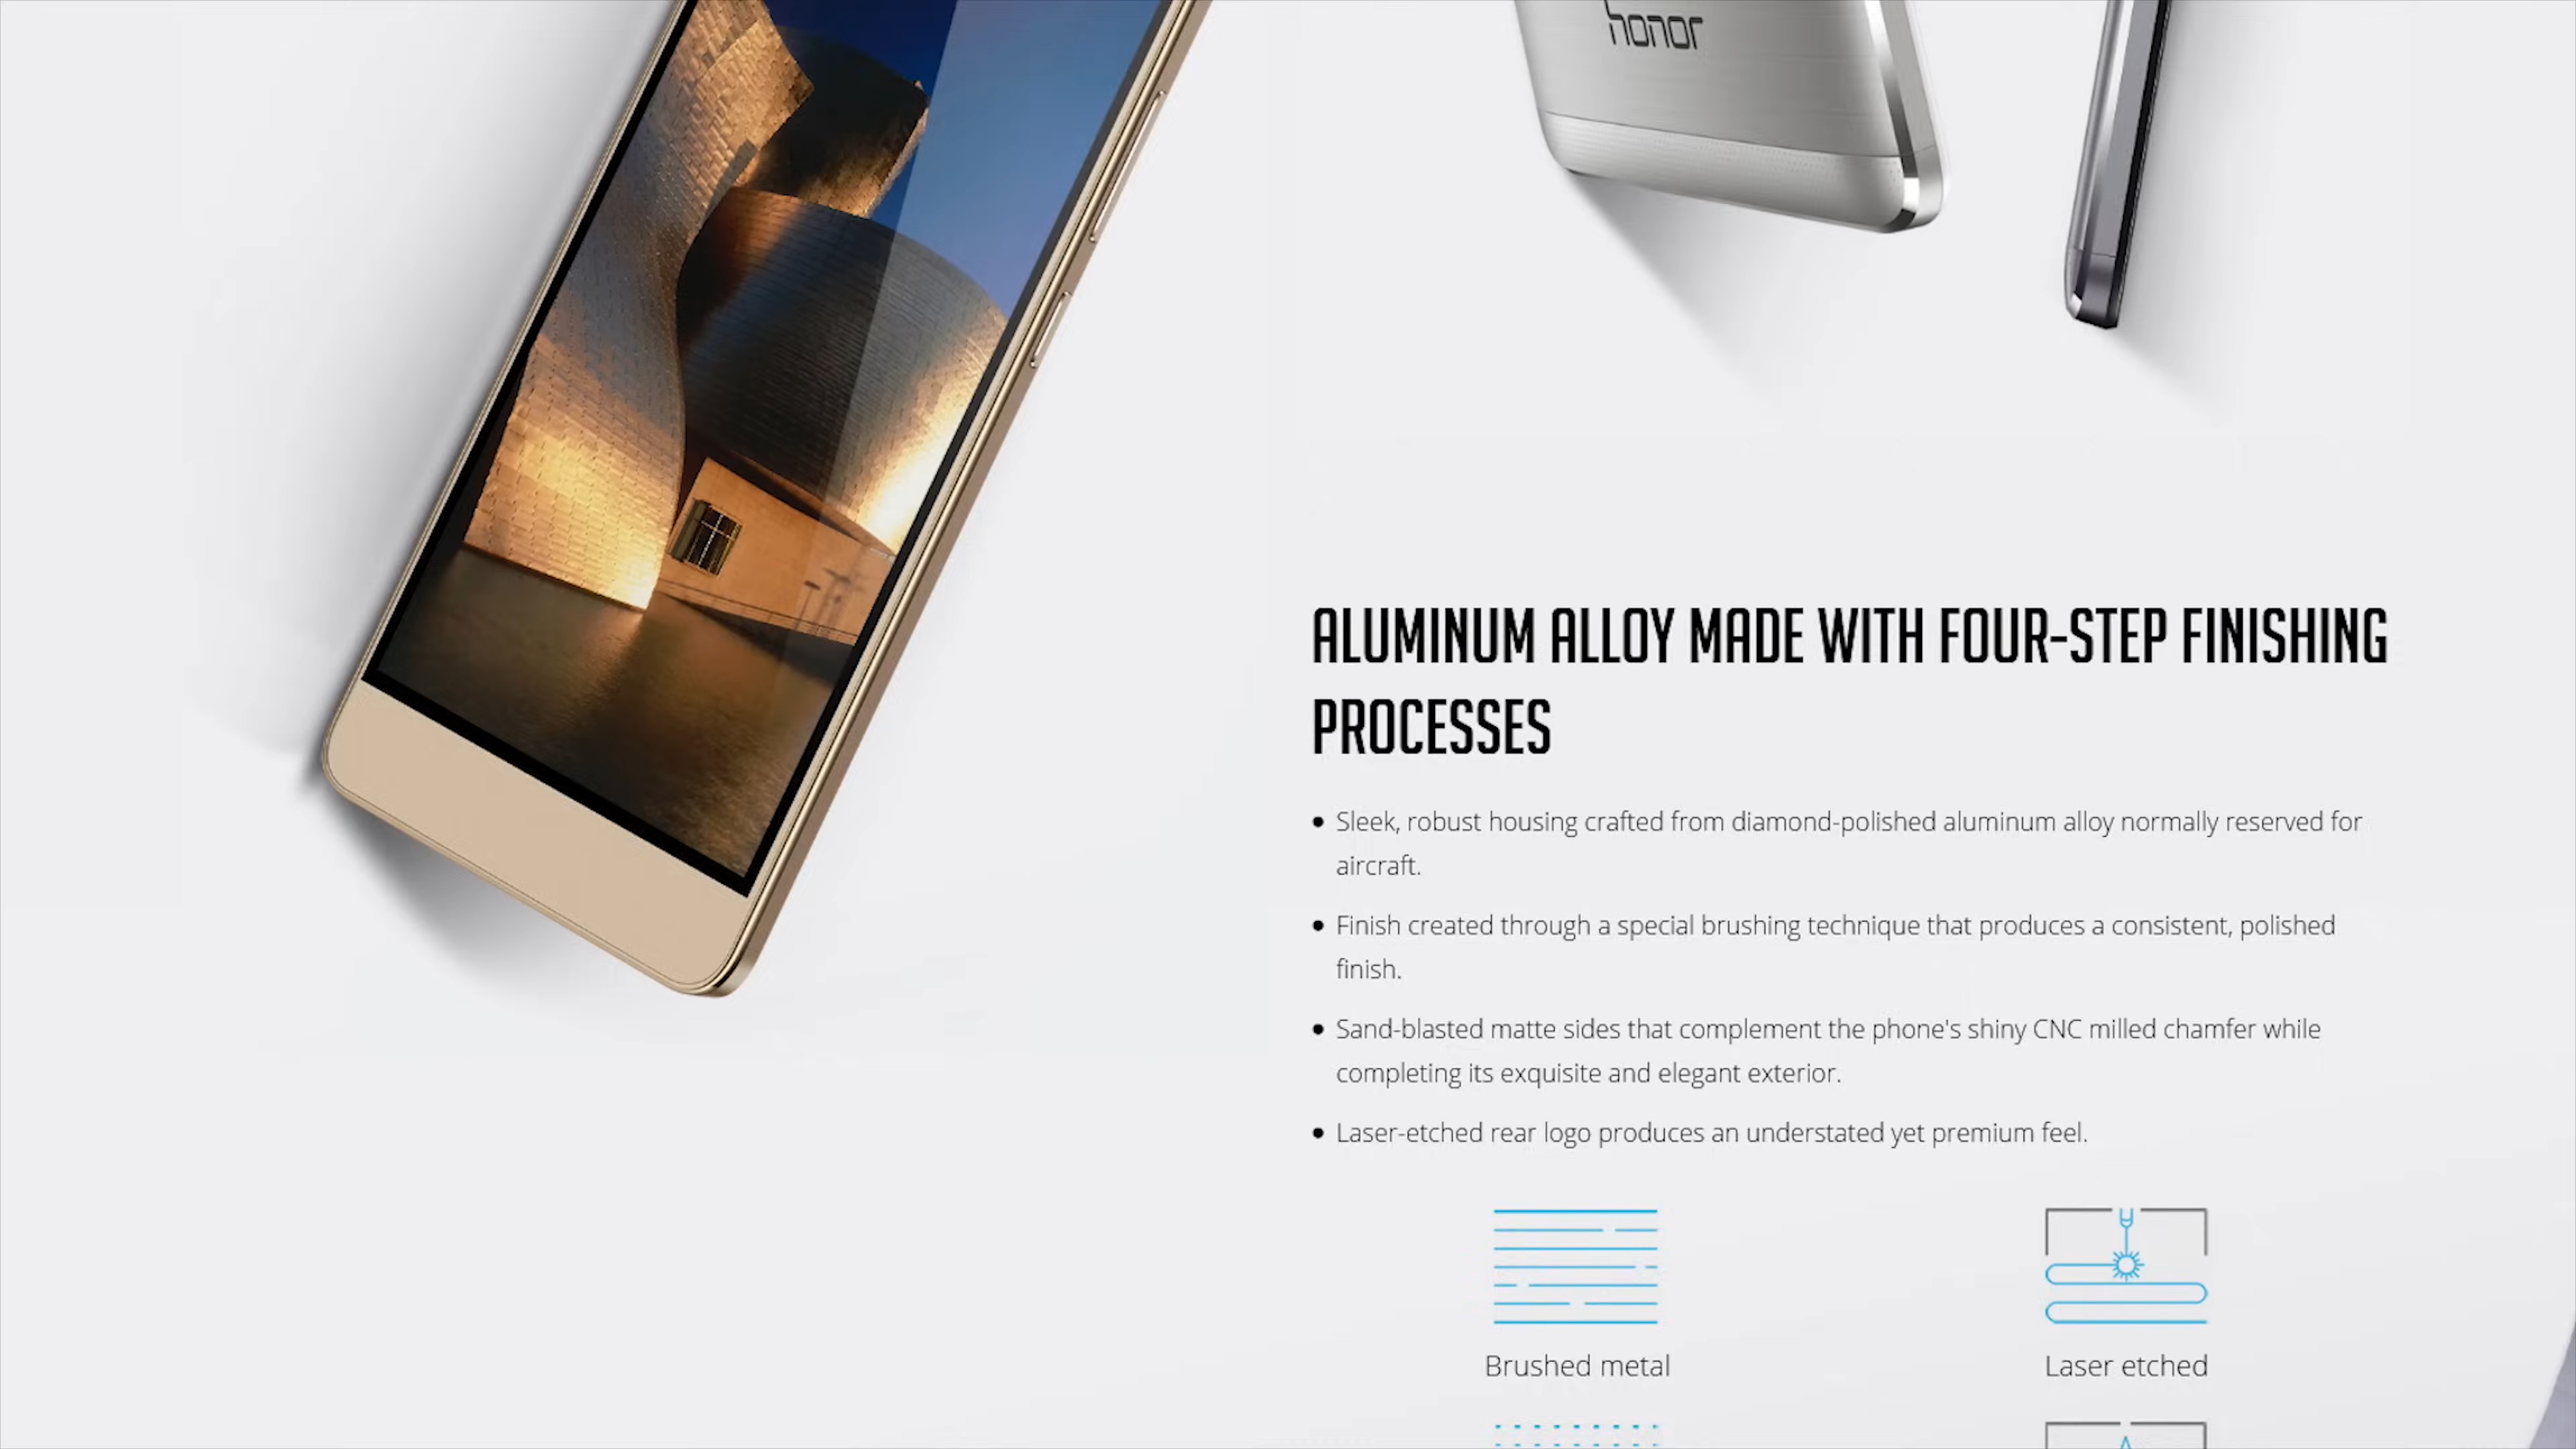 honor
ALUMINUM ALLOY MADE WITH FOUR-STEP FINISHING
PROCESSES
• Sleek, robust housing crafted from diamond-polished aluminum alloy normally reserved for
aircraft.
• Finish created through a special brushing technique that produces a consistent, polished
finish.
• Sand-blasted matte sides that complement the phone's shiny CNC milled chamfer while
completing its exquisite and elegant exterior.
• Laser-etched rear logo produces an understated yet premium feel.
Brushed metal
Laser etched